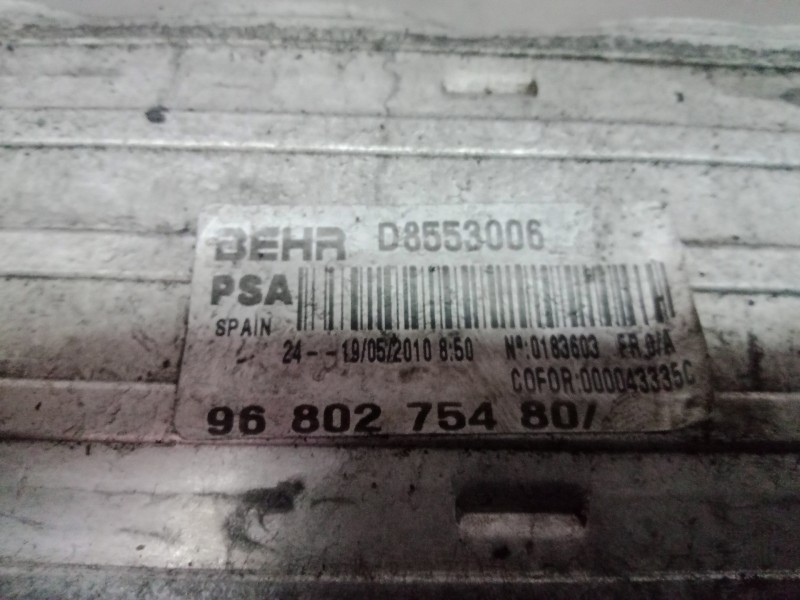 BEHR D8553006
PSA
SPAIN
24--19/05/2010 8:50 Nº:0183603 FR.0/A
COFOR:000043335C
96 802 754 80/